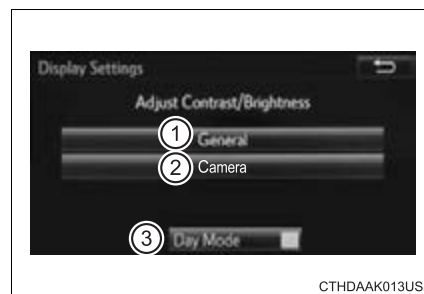 Display Settings
Adjust Contrast/Brightness
1 General
2 Camera
3 Day Mode
CTHDAAK013US